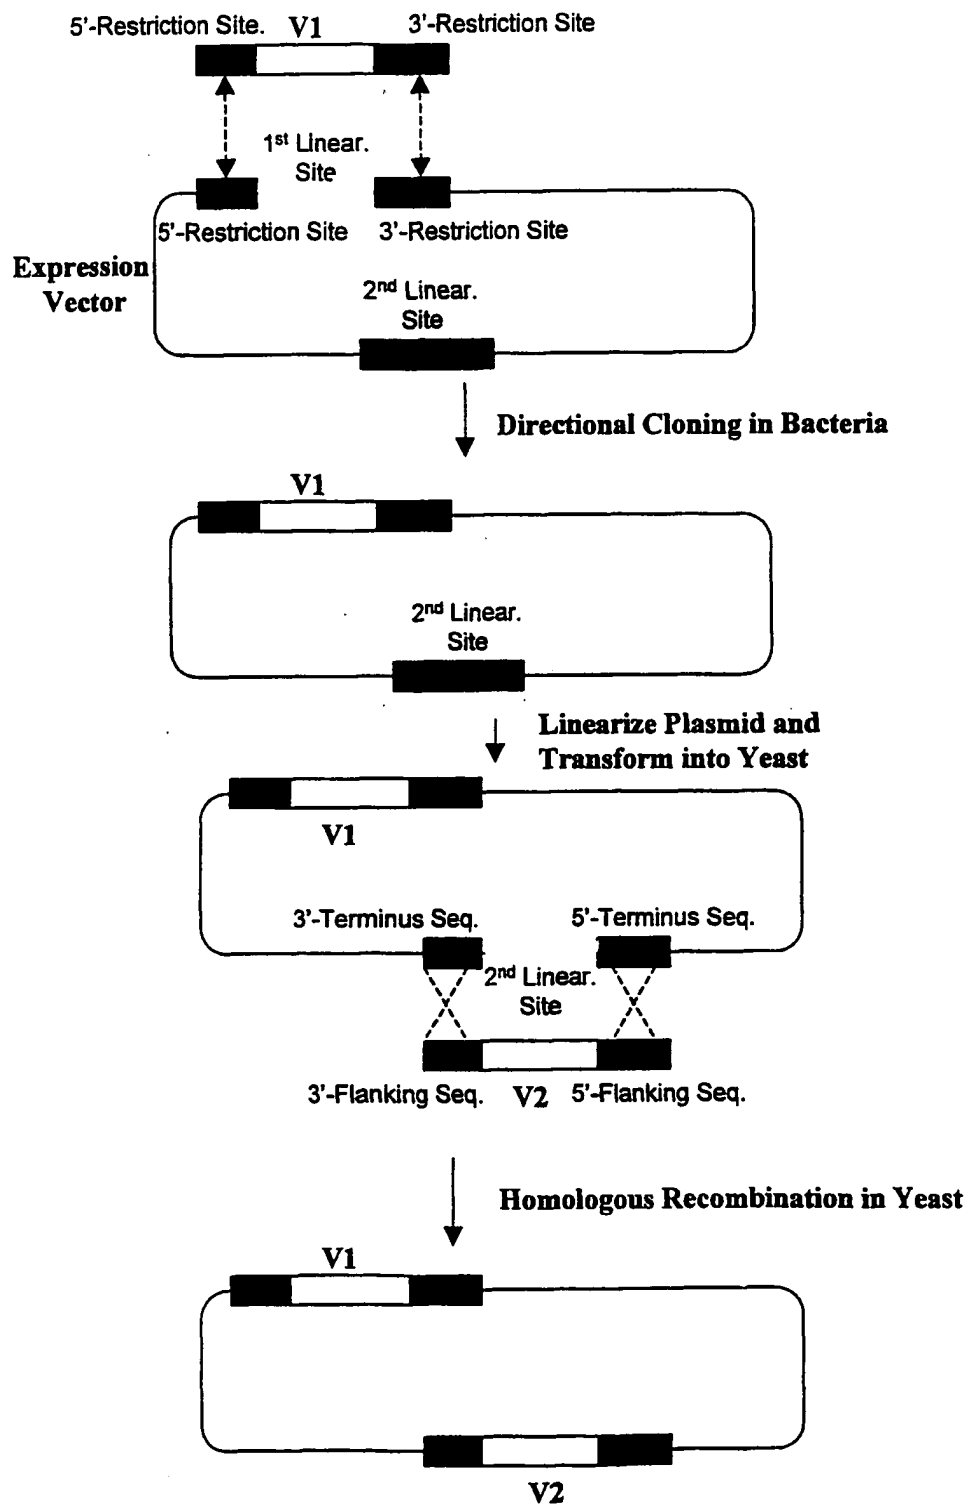 5'-Restriction Site.
V1
3'-Restriction Site
1st Linear.
Site
5'-Restriction Site
3'-Restriction Site
Expression
Vector
2nd Linear.
Site
Directional Cloning in Bacteria
V1
2nd Linear.
Site
Linearize Plasmid and
Transform into Yeast
V1
3'-Terminus Seq.
5'-Terminus Seq.
2nd Linear.
Site
3'-Flanking Seq.
V2
5'-Flanking Seq.
Homologous Recombination in Yeast
V1
V2